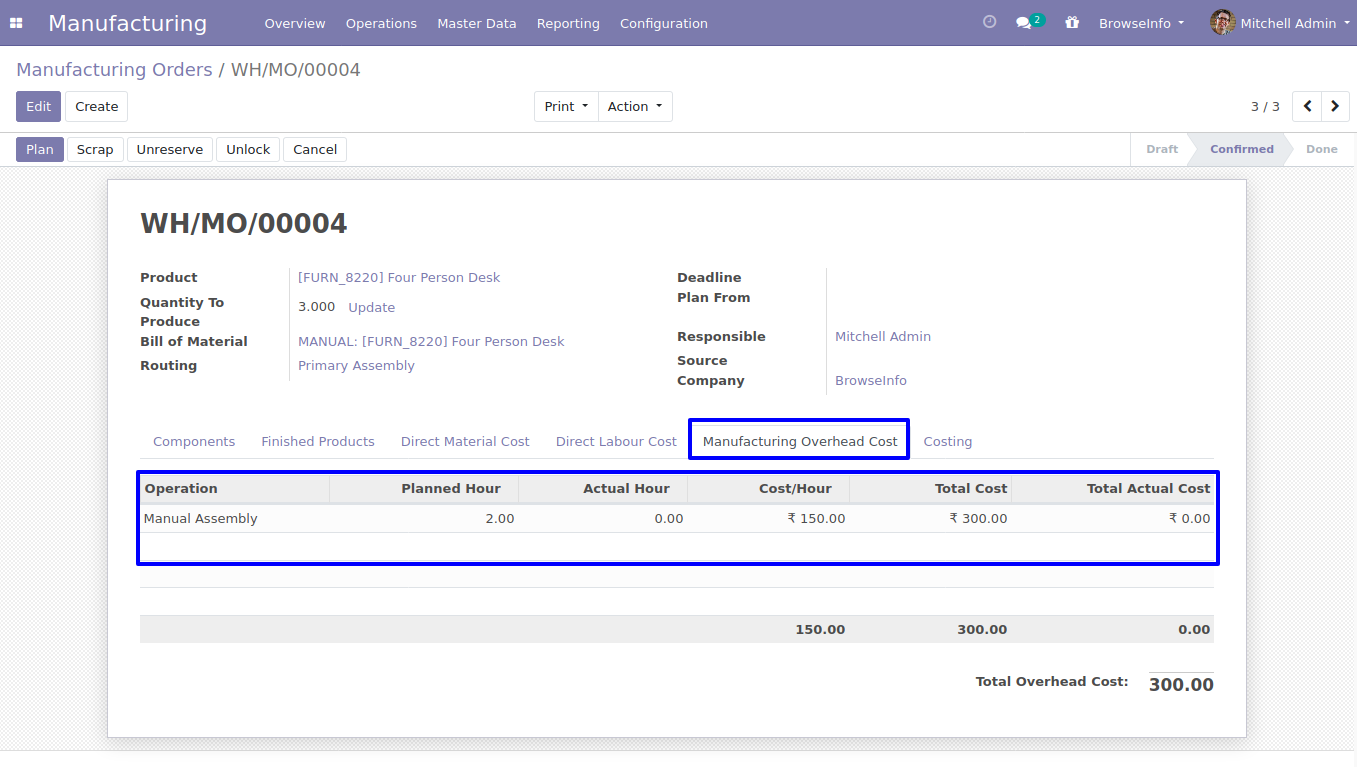 Manufacturing Overview Operations Master Data Reporting Configuration 2 BrowseInfo Mitchell Admin
Manufacturing Orders / WH/MO/00004
Edit Create Print Action 3 / 3
Plan Scrap Unreserve Unlock Cancel Draft Confirmed Done
WH/MO/00004
Product [FURN_8220] Four Person Desk
Quantity To Produce 3.000 Update
Bill of Material MANUAL: [FURN_8220] Four Person Desk
Routing Primary Assembly
Deadline
Plan From
Responsible Mitchell Admin
Source
Company BrowseInfo
Components Finished Products Direct Material Cost Direct Labour Cost Manufacturing Overhead Cost Costing
Operation Planned Hour Actual Hour Cost/Hour Total Cost Total Actual Cost
Manual Assembly 2.00 0.00 ₹ 150.00 ₹ 300.00 ₹ 0.00
150.00 300.00 0.00
Total Overhead Cost: 300.00